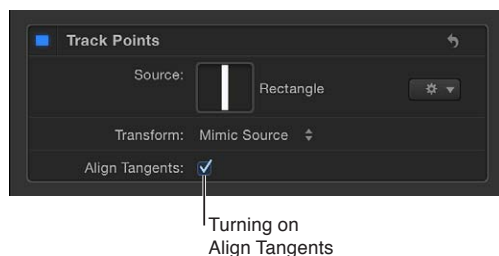 Track Points
Source: Rectangle
Transform: Mimic Source
Align Tangents:
Turning on
Align Tangents